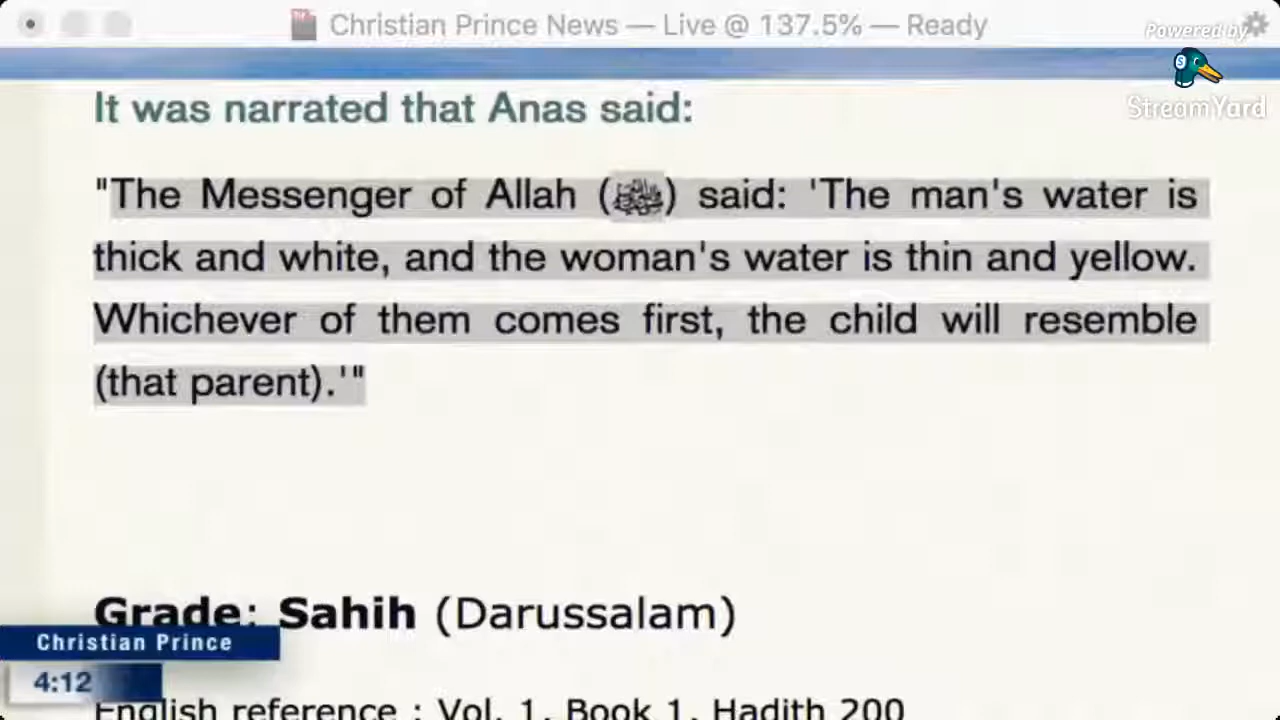 Christian Prince News — Live @ 137.5% — Ready
Powered by
StreamYard
It was narrated that Anas said:
"The Messenger of Allah (ﷺ) said: 'The man's water is
thick and white, and the woman's water is thin and yellow.
Whichever of them comes first, the child will resemble
(that parent).'"
Grade: Sahih (Darussalam)
Christian Prince
4:12
English reference : Vol. 1, Book 1, Hadith 200